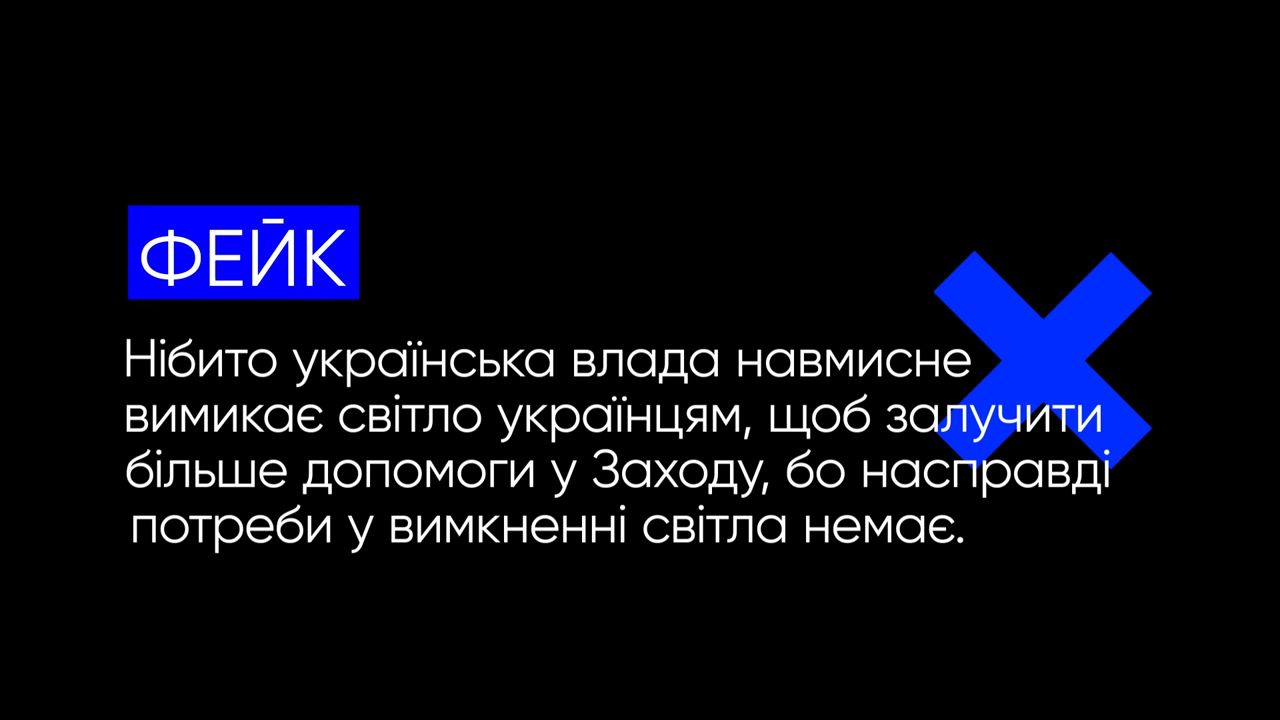 ФЕЙК
Нібито українська влада навмисне
вимикає світло українцям, щоб залучити
більше допомоги у Заходу, бо насправді
потреби у вимкненні світла немає.